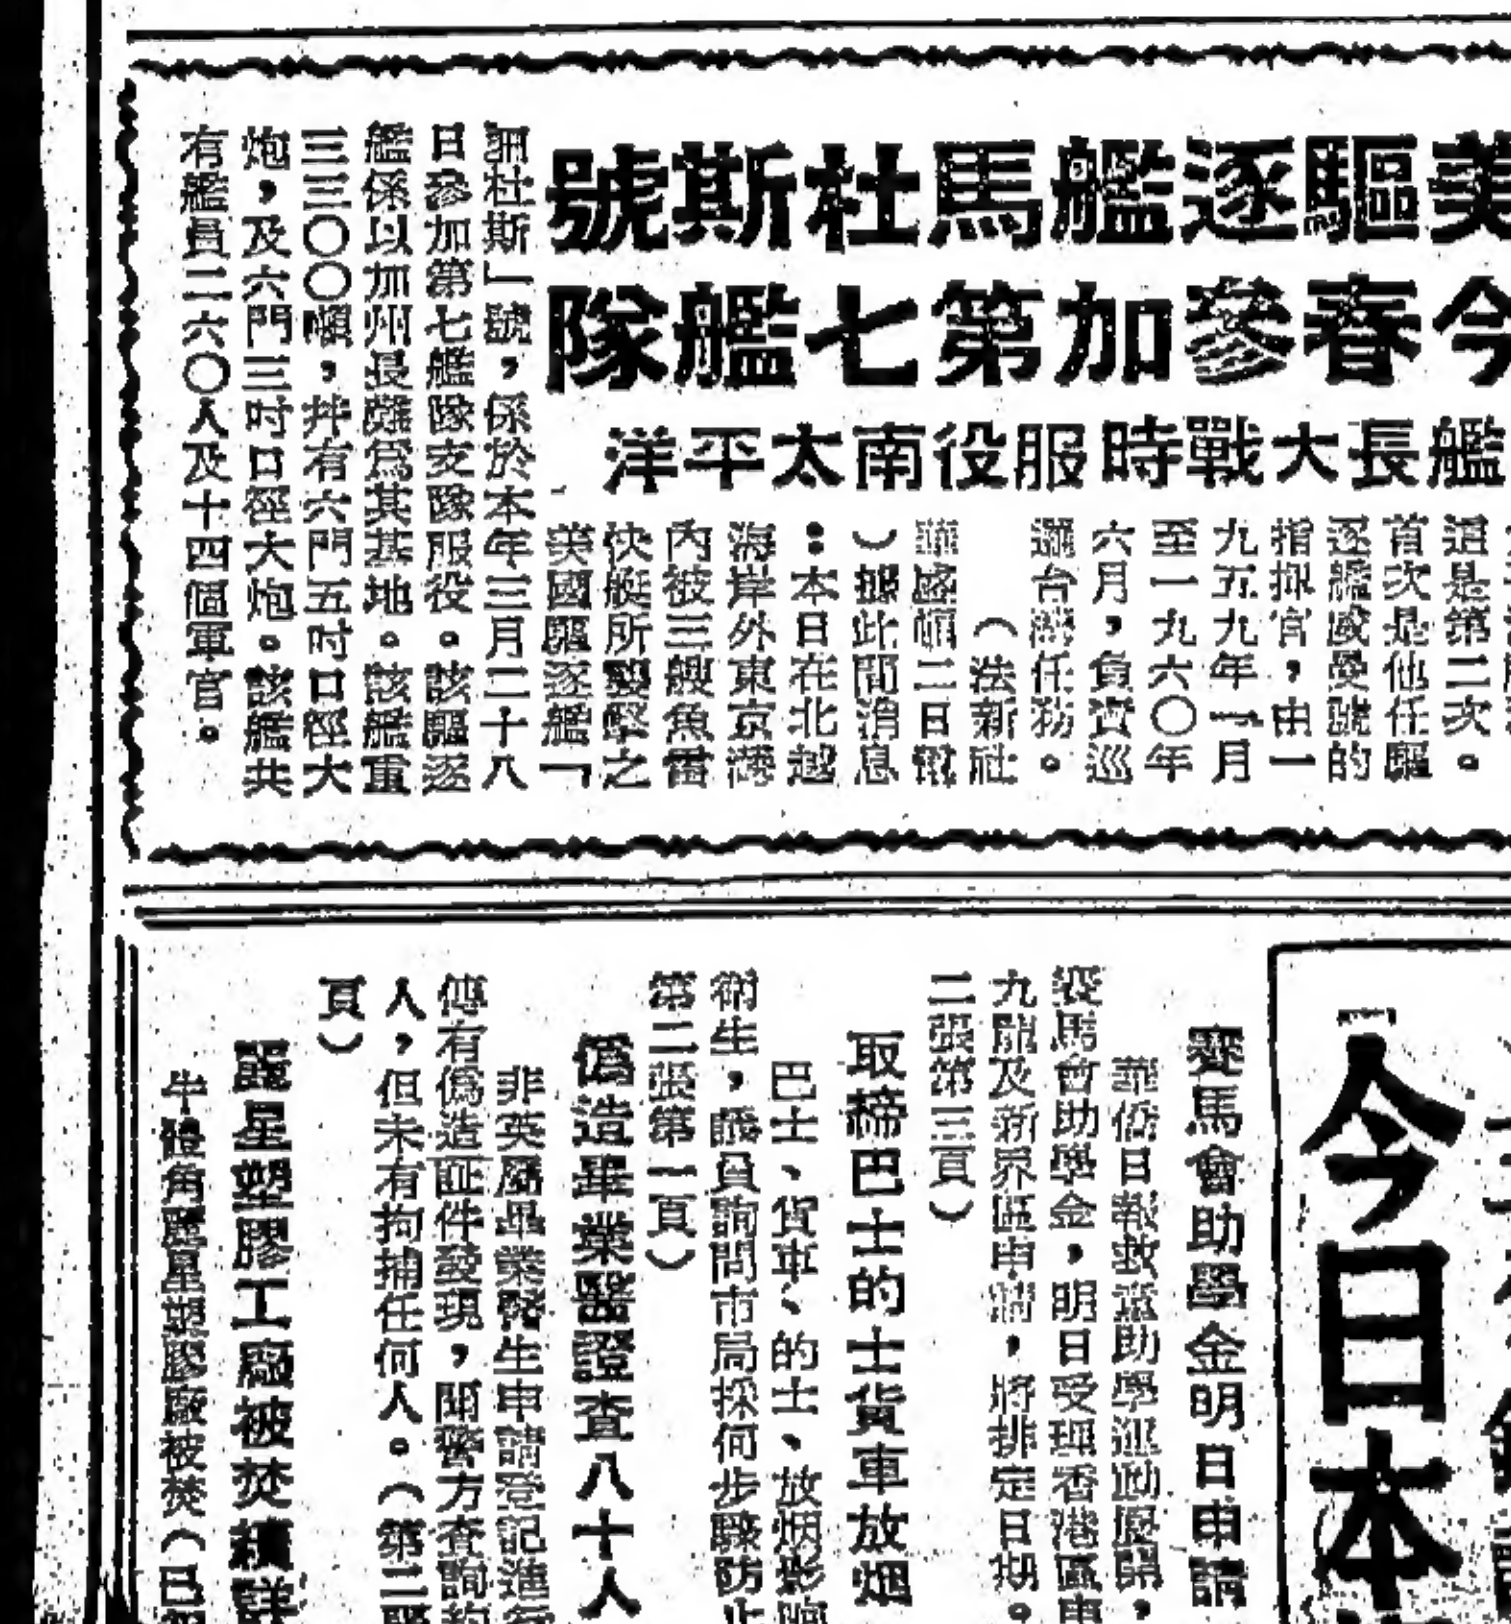 美驅逐艦馬杜斯號
今春參加第七艦隊
艦長大戰時服役南太平洋
這是第二次。
首次是他任驅
逐艦威曼號的
指揮官，由一
九五九年一月
至一九六〇年
六月，負責巡
邏台灣任務。
（法新社
華盛頓二日電
）據此間消息
：本日在北越
海岸外東京灣
內被三艘魚雷
快艇所襲擊之
美國驅逐艦「
杜斯」號，係於本年三月二十八
日參加第七艦隊支隊服役。該驅逐
艦係以加州長難為其基地。該艦重
三三〇〇噸，并有六門五吋口徑大
炮，及六門三吋口徑大炮。該艦共
有艦員二六〇人及十四個軍官。
今日本
賽馬會助學金明日申請
華僑日報救童助學運動展開，
賽馬會助學金，明日受理香港區申
九龍及新界區申請，將排定日期。
二張第三頁）
取締巴士的士貨車放烟
巴士、貨車、的士、放烟影響
衛生，議員詢問市局採何步驟防止
第二張第一頁）
偽造畢業醫證查八十人
非英屬畢業醫生申請登記進行
傳有偽造証件發現，聞警方查詢約
人，但未有拘捕任何人。（第二張
頁）
麗星塑膠工廠被焚續詳
牛體角麗星塑膠廠被焚（已